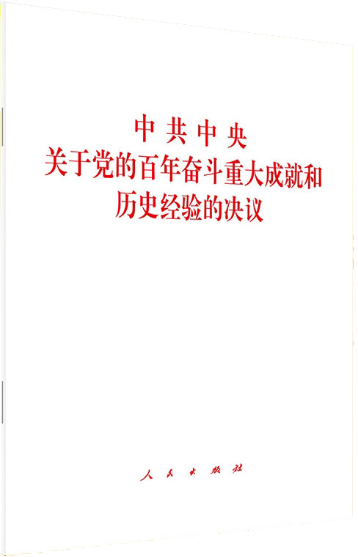 中共中央
关于党的百年奋斗重大成就和
历史经验的决议
人民出版社